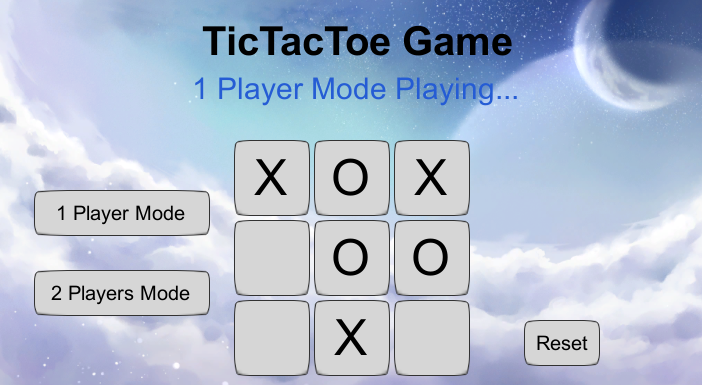 TicTacToe Game
1 Player Mode Playing...
X O X
1 Player Mode
O O
2 Players Mode
X
Reset